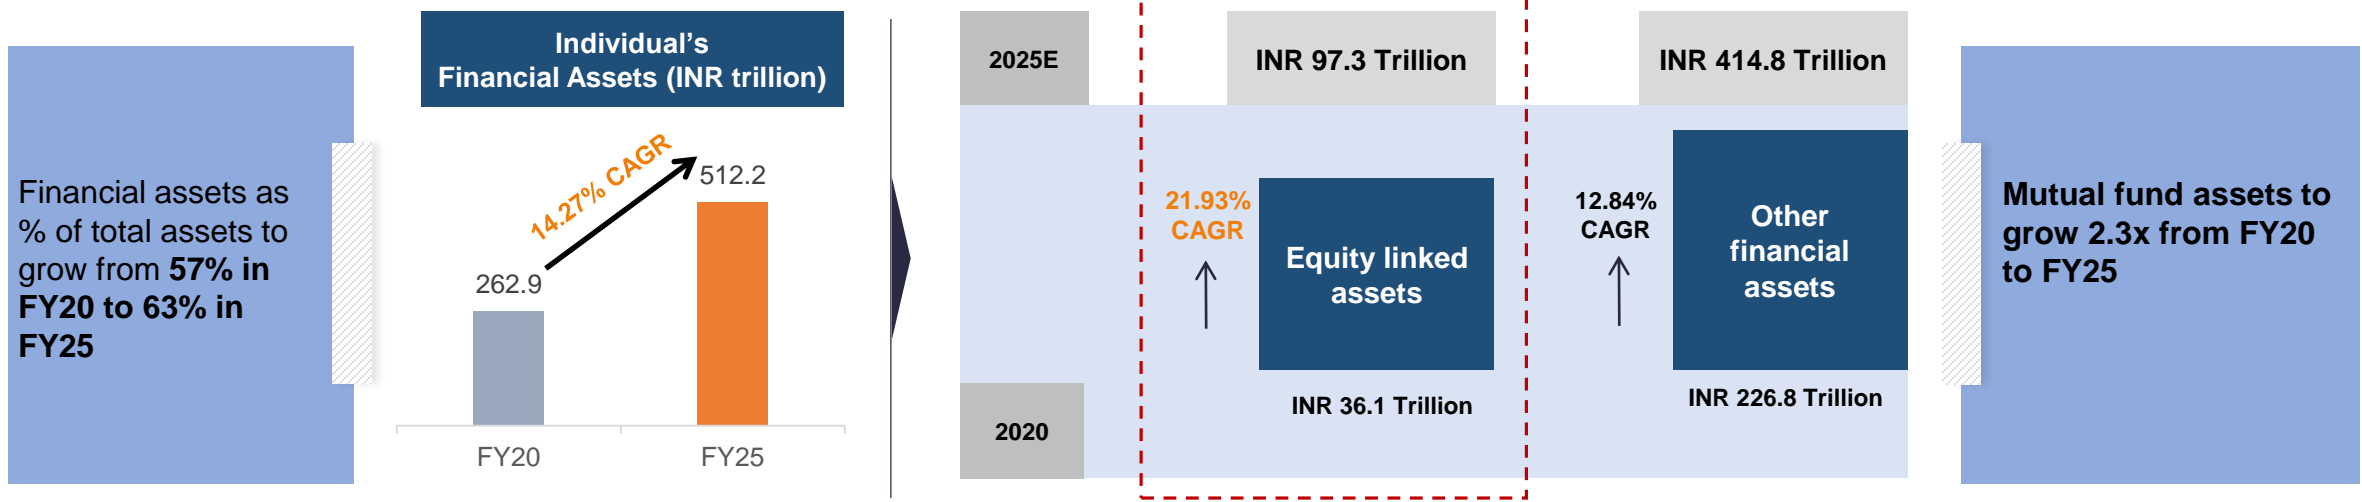 Financial assets as
% of total assets to
grow from 57% in
FY20 to 63% in
FY25
Individual’s
Financial Assets (INR trillion)
14.27% CAGR
262.9
512.2
FY20
FY25
2025E
INR 97.3 Trillion
INR 414.8 Trillion
21.93%
CAGR
Equity linked
assets
12.84%
CAGR
Other
financial
assets
2020
INR 36.1 Trillion
INR 226.8 Trillion
Mutual fund assets to
grow 2.3x from FY20
to FY25